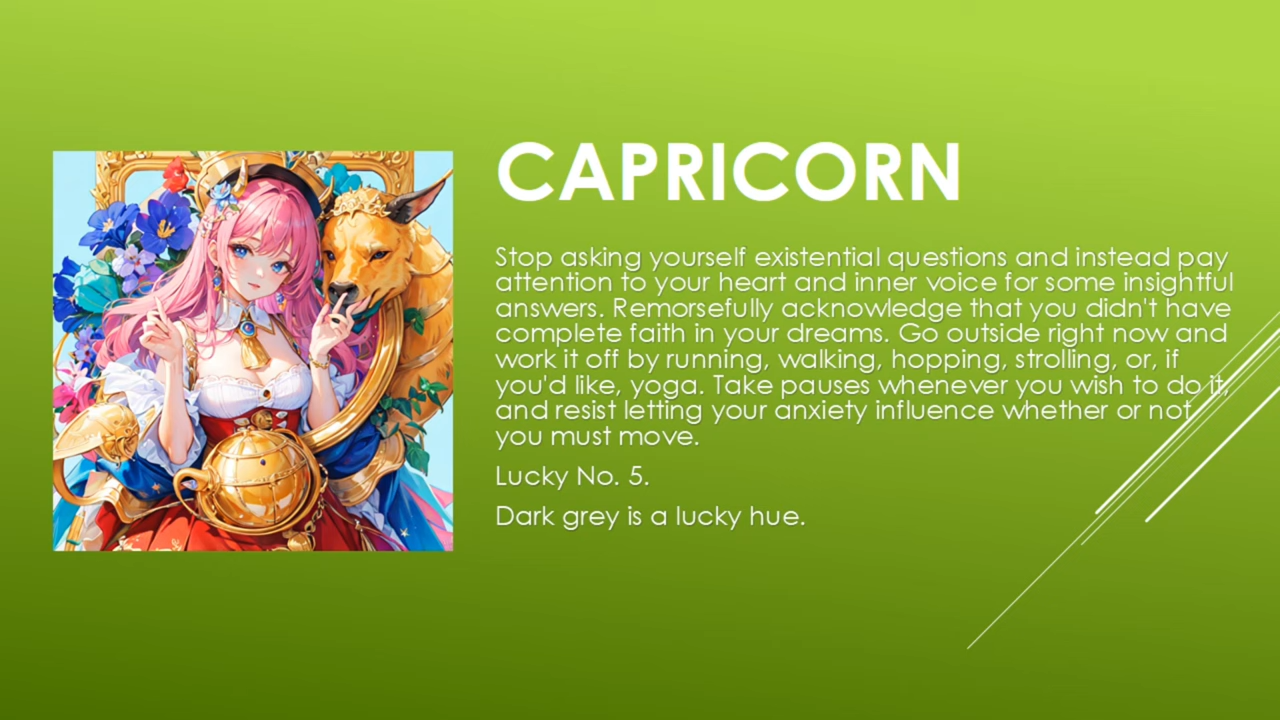 CAPRICORN
Stop asking yourself existential questions and instead pay
attention to your heart and inner voice for some insightful
answers. Remorsefully acknowledge that you didn't have
complete faith in your dreams. Go outside right now and
work it off by running, walking, hopping, strolling, or, if
you'd like, yoga. Take pauses whenever you wish to do it,
and resist letting your anxiety influence whether or not
you must move.
Lucky No. 5.
Dark grey is a lucky hue.